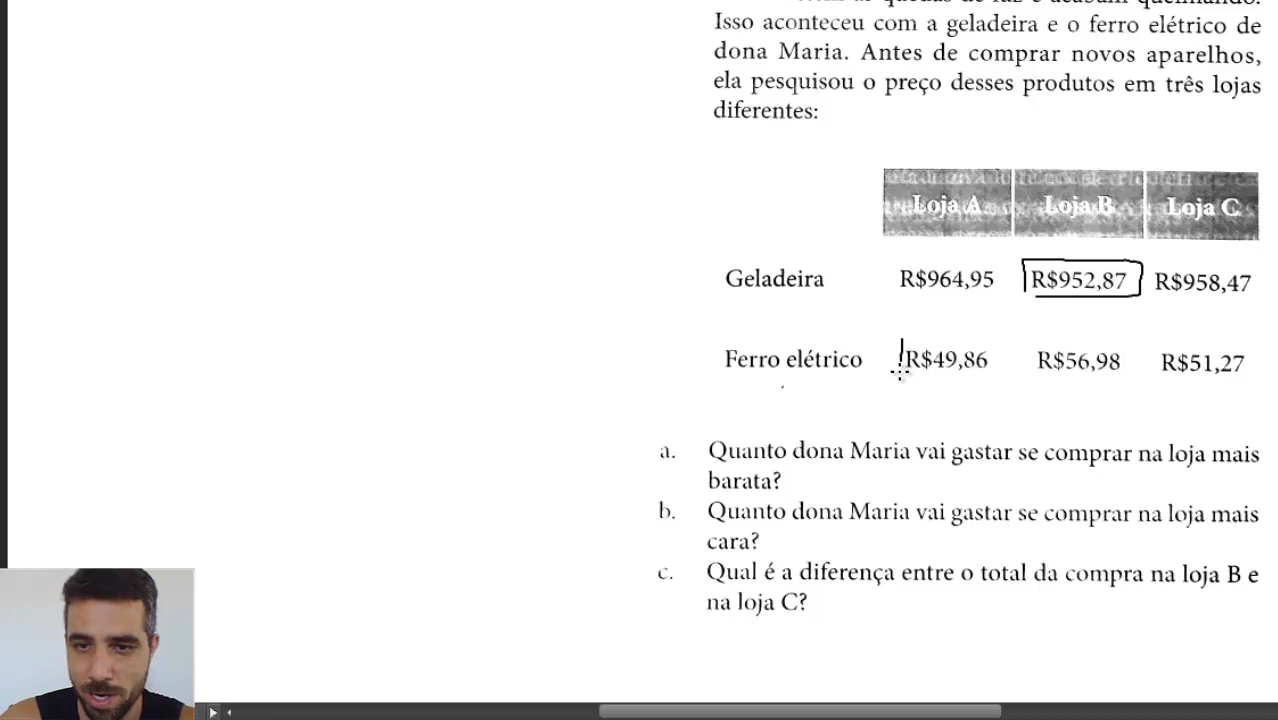 Isso aconteceu com a geladeira e o ferro elétrico de
dona Maria. Antes de comprar novos aparelhos,
ela pesquisou o preço desses produtos em três lojas
diferentes:
Loja A Loja B Loja C
Geladeira R$964,95 R$952,87 R$958,47
Ferro elétrico R$49,86 R$56,98 R$51,27
a. Quanto dona Maria vai gastar se comprar na loja mais
barata?
b. Quanto dona Maria vai gastar se comprar na loja mais
cara?
c. Qual é a diferença entre o total da compra na loja B e
na loja C?